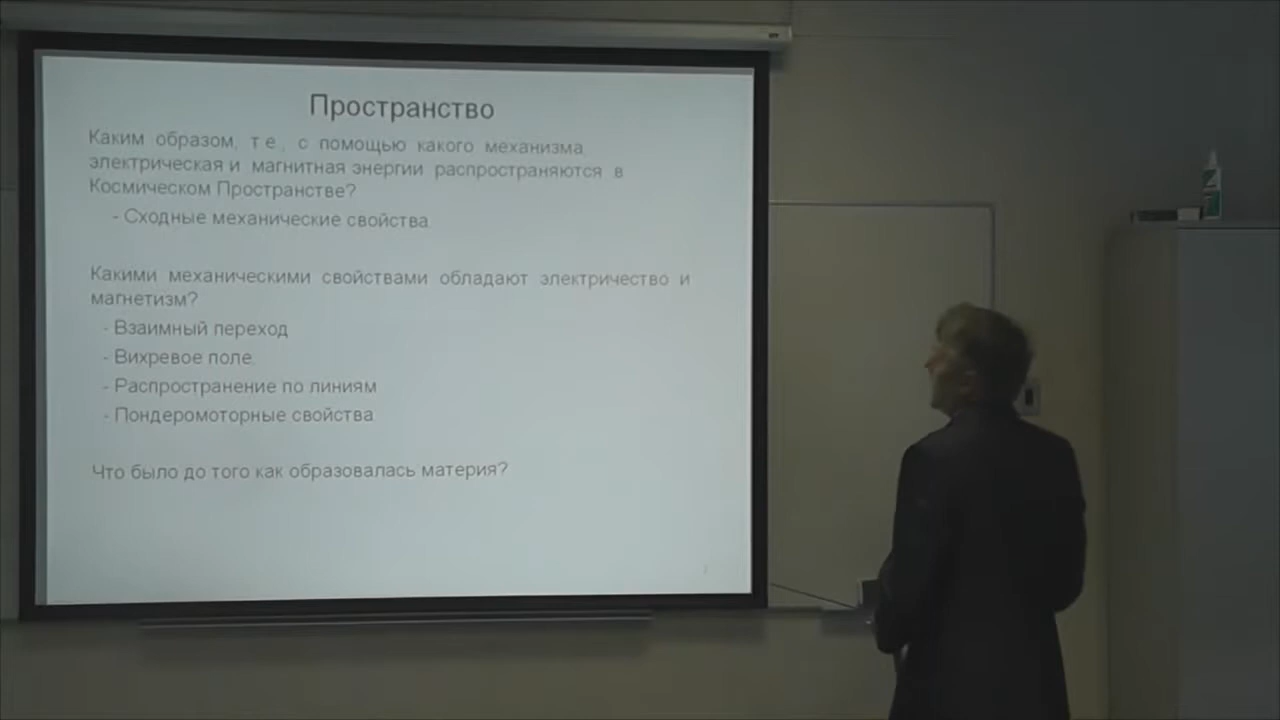 Пространство
Каким образом, т.е., с помощью какого механизма
электрическая и магнитная энергии распространяются в
Космическом Пространстве?
- Сходные механические свойства.
Какими механическими свойствами обладают электричество и
магнетизм?
- Взаимный переход
- Вихревое поле.
- Распространение по линиям
- Пондеромоторные свойства.
Что было до того как образовалась материя?